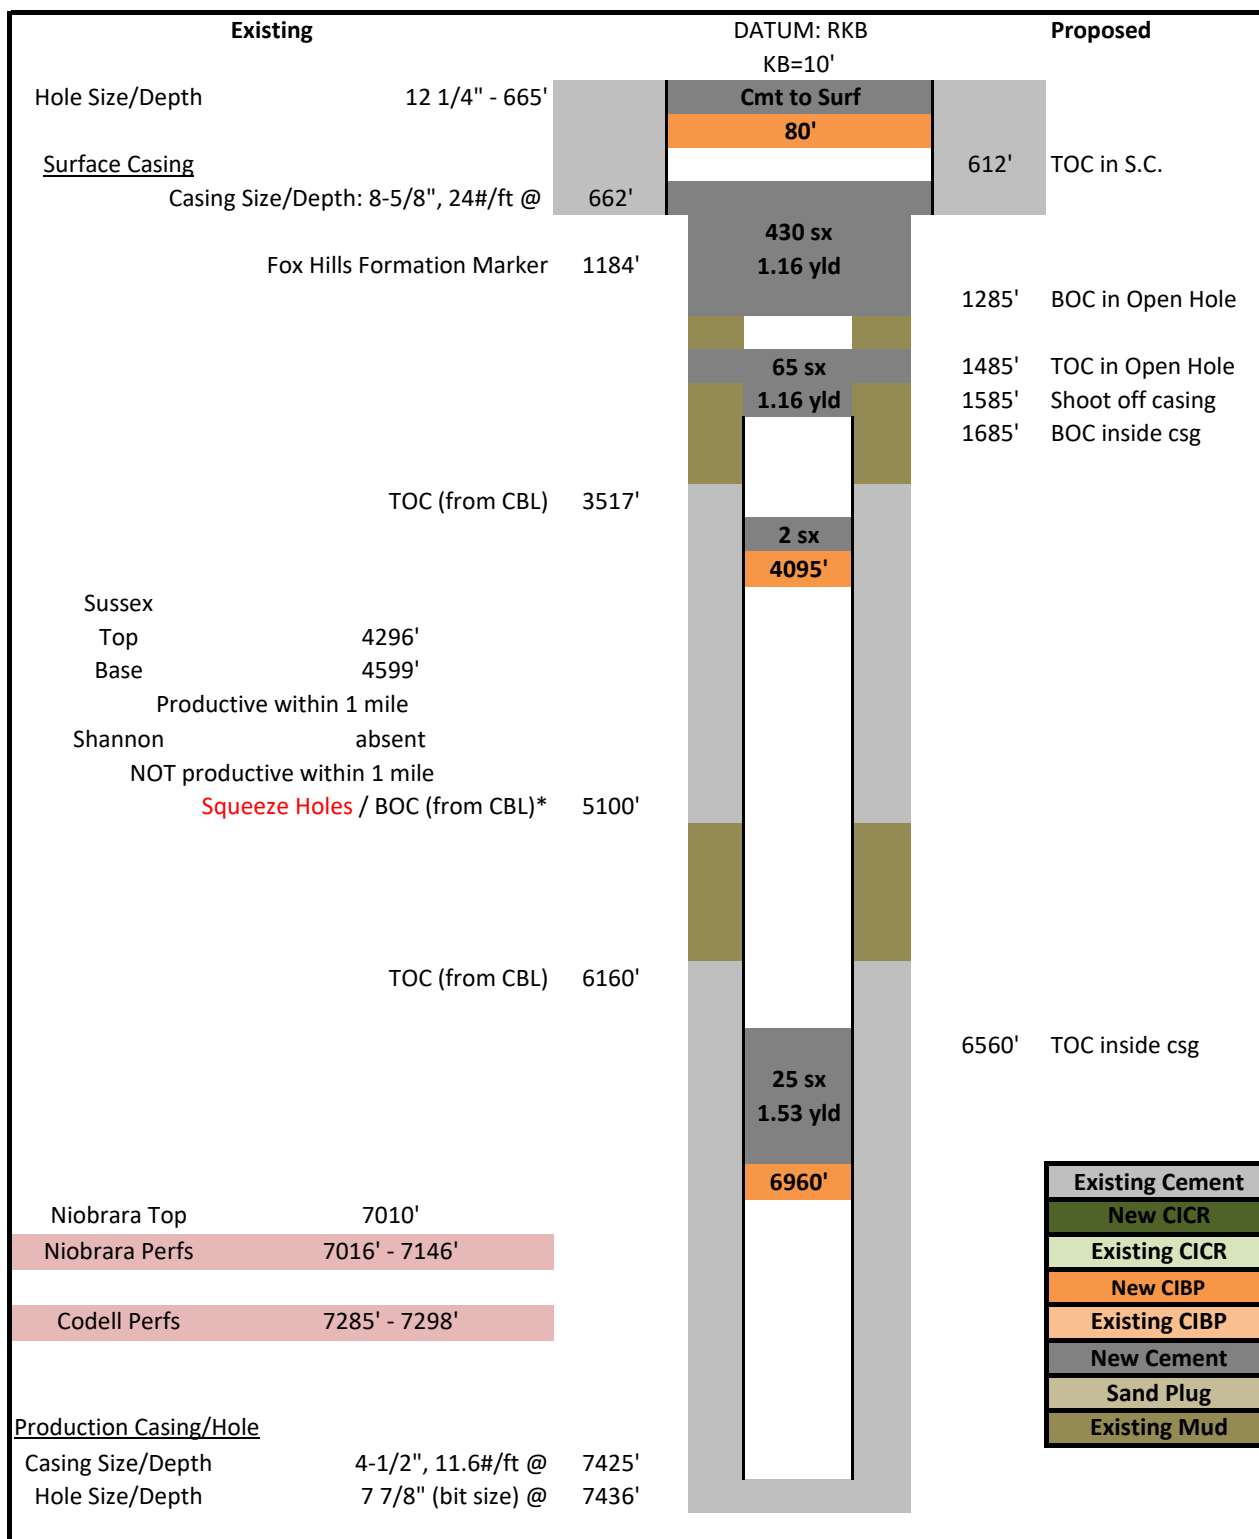 Existing DATUM: RKB Proposed
KB=10'
Hole Size/Depth 12 1/4" - 665' Cmt to Surf
80'
Surface Casing 612' TOC in S.C.
Casing Size/Depth: 8-5/8", 24#/ft @ 662'
430 sx
Fox Hills Formation Marker 1184' 1.16 yld
1285' BOC in Open Hole
65 sx 1485' TOC in Open Hole
1.16 yld 1585' Shoot off casing
1685' BOC inside csg
TOC (from CBL) 3517'
2 sx
4095'
Sussex
Top 4296'
Base 4599'
Productive within 1 mile
Shannon absent
NOT productive within 1 mile
Squeeze Holes / BOC (from CBL)* 5100'
TOC (from CBL) 6160'
6560' TOC inside csg
25 sx
1.53 yld
6960' Existing Cement
Niobrara Top 7010' New CICR
Niobrara Perfs 7016' - 7146' Existing CICR
New CIBP
Codell Perfs 7285' - 7298' Existing CIBP
New Cement
Sand Plug
Production Casing/Hole Existing Mud
Casing Size/Depth 4-1/2", 11.6#/ft @ 7425'
Hole Size/Depth 7 7/8" (bit size) @ 7436'